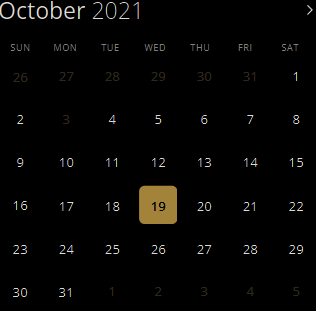 October 2021
SUN MON TUE WED THU FRI SAT
26 27 28 29 30 31 1
2 3 4 5 6 7 8
9 10 11 12 13 14 15
16 17 18 19 20 21 22
23 24 25 26 27 28 29
30 31 1 2 3 4 5